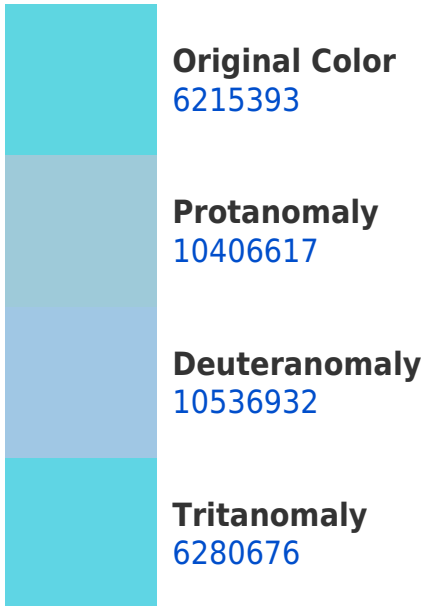 Original Color
6215393
Protanomaly
10406617
Deuteranomaly
10536932
Tritanomaly
6280676